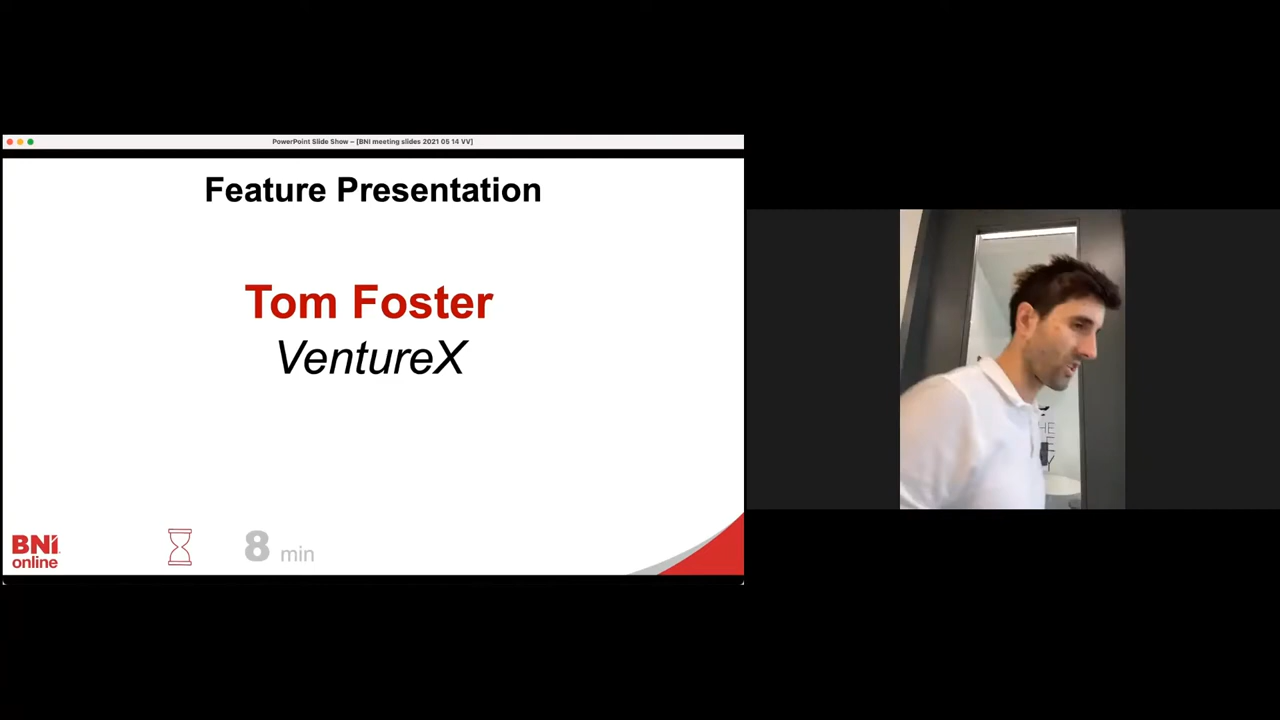 PowerPoint Slide Show – [BNI meeting slides 2021 05 14 VV]
Feature Presentation
Tom Foster
VentureX
BNI
online
8 min